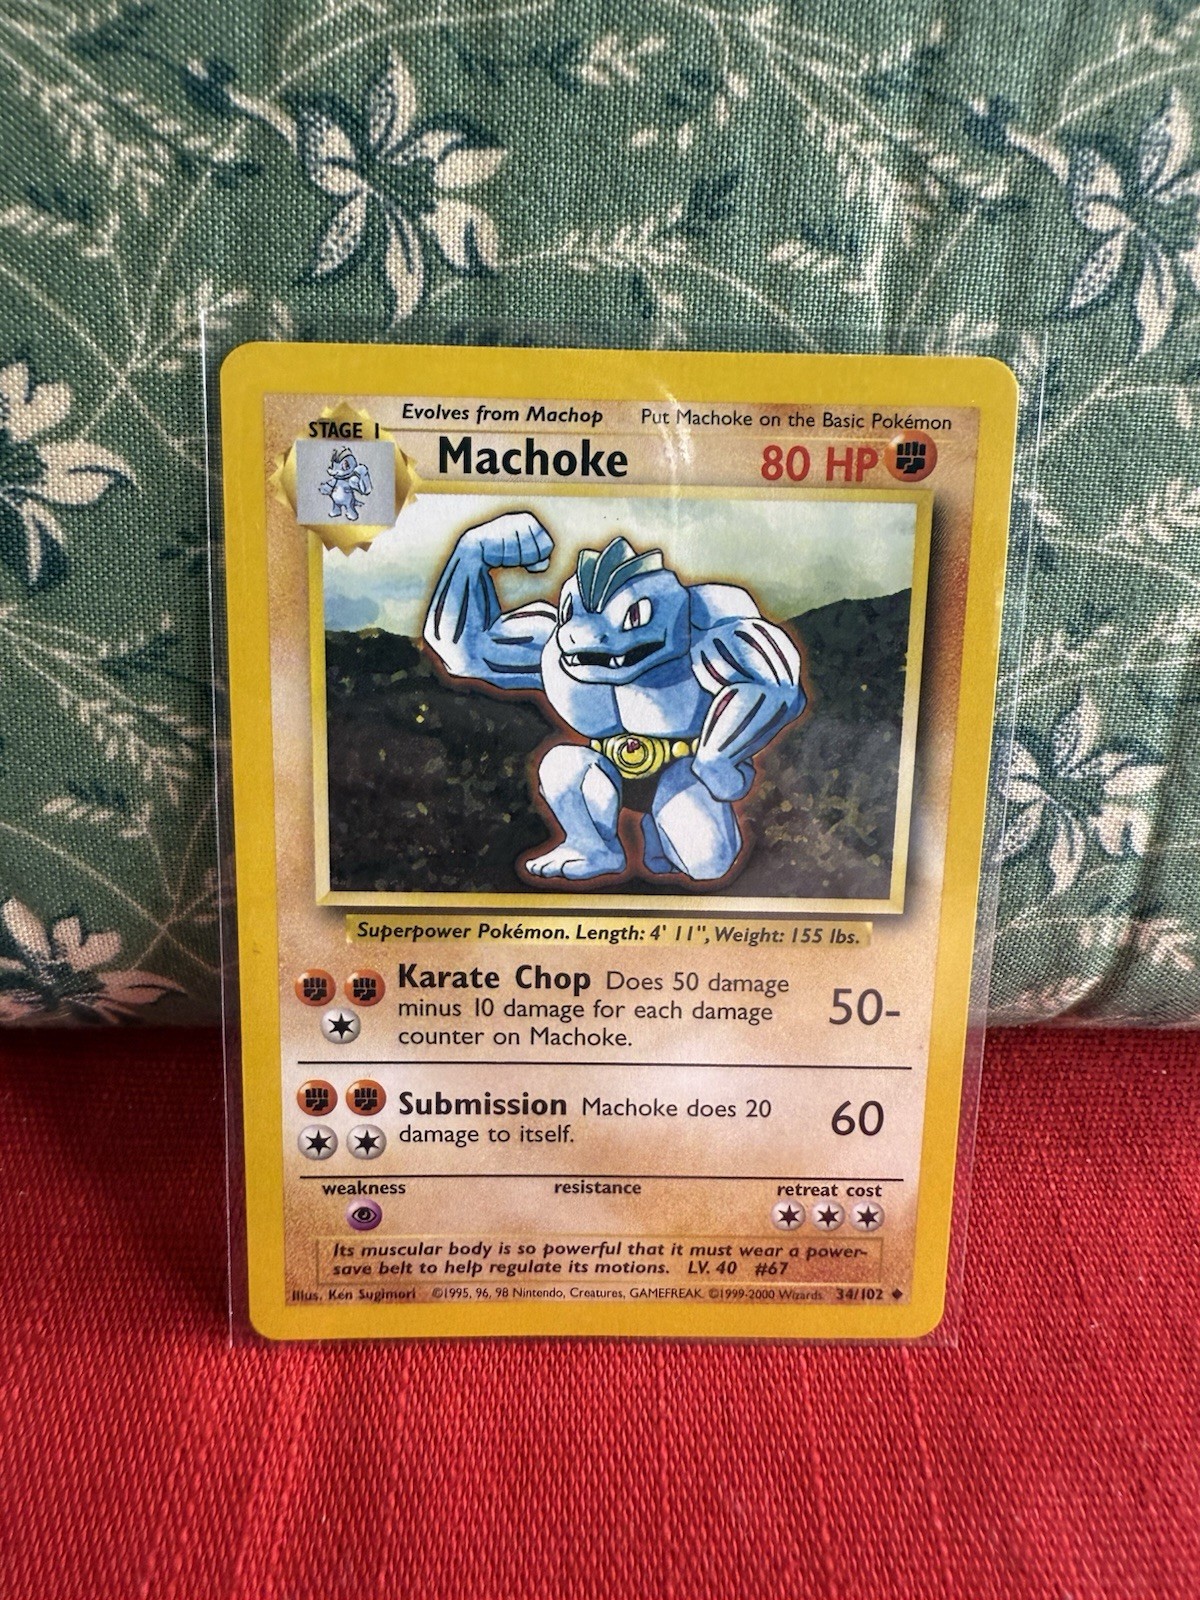 Evolves from Machop Put Machoke on the Basic Pokémon
STAGE 1
Machoke 80 HP
Superpower Pokémon. Length: 4' 11", Weight: 155 lbs.
Karate Chop Does 50 damage
minus 10 damage for each damage
counter on Machoke.
50-
Submission Machoke does 20
damage to itself.
60
weakness resistance retreat cost
Its muscular body is so powerful that it must wear a power-
save belt to help regulate its motions. LV. 40 #67
Illus. Ken Sugimori ©1995, 96, 98 Nintendo, Creatures, GAMEFREAK. ©1999-2000 Wizards. 34/102